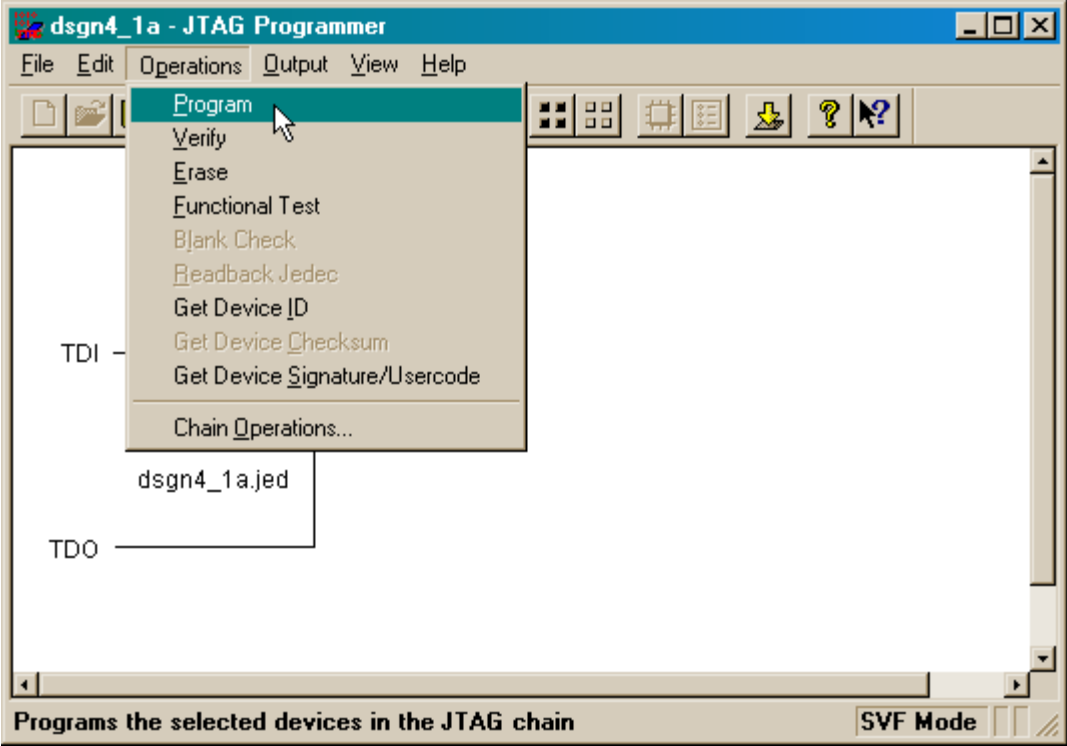 dsgn4_1a - JTAG Programmer
File Edit Operations Output View Help
Program
Verify
Erase
Functional Test
Blank Check
Readback Jedec
Get Device ID
Get Device Checksum
Get Device Signature/Usercode
Chain Operations...
TDI
dsgn4_1a.jed
TDO
Programs the selected devices in the JTAG chain SVF Mode